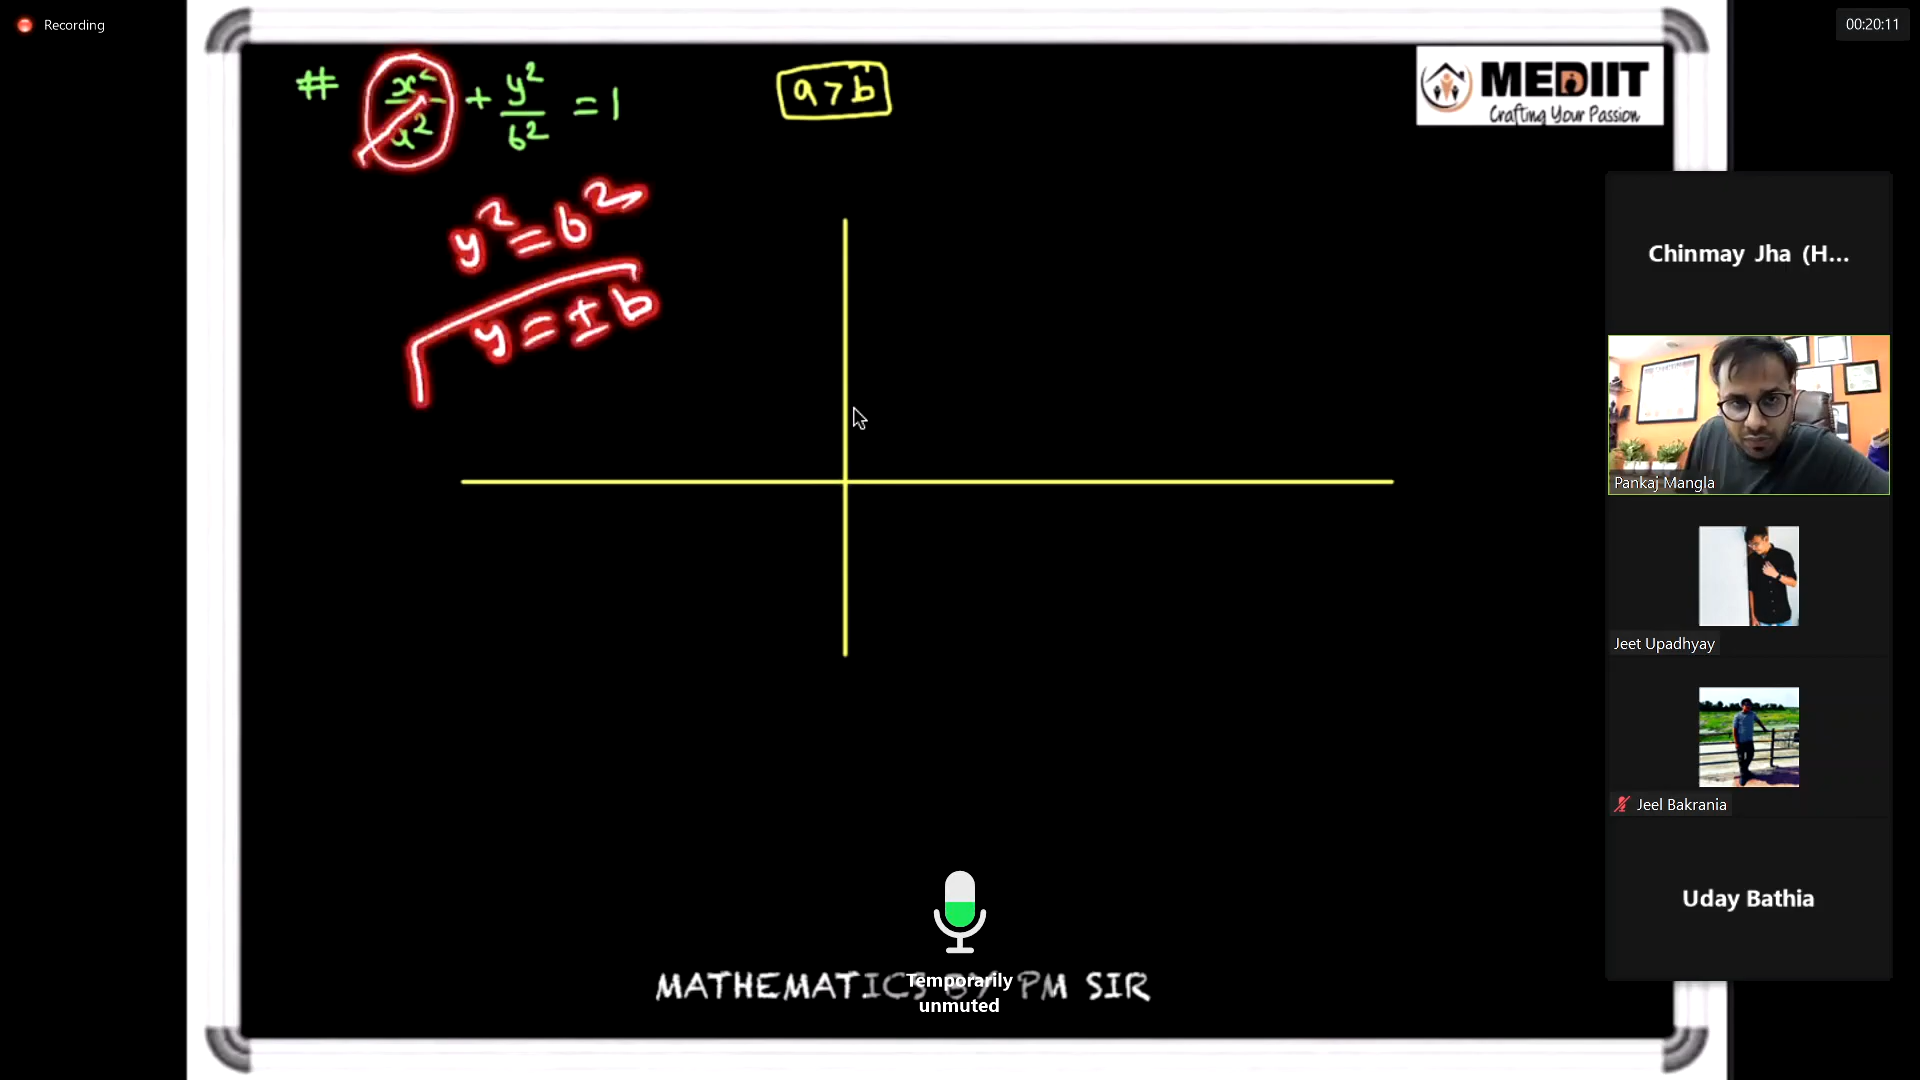 Recording
00:20:11
# x²/a² + y²/b² = 1
a > b
MEDIIT
Crafting Your Passion
y² = b²
y = ± b
Chinmay Jha (H...
Pankaj Mangla
Jeet Upadhyay
Jeel Bakrania
Uday Bathia
MATHEMATICS BY PM SIR
Temporarily
unmuted